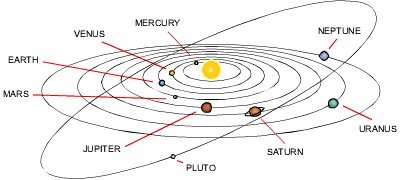 MERCURY
VENUS
NEPTUNE
EARTH
MARS
URANUS
JUPITER
SATURN
PLUTO